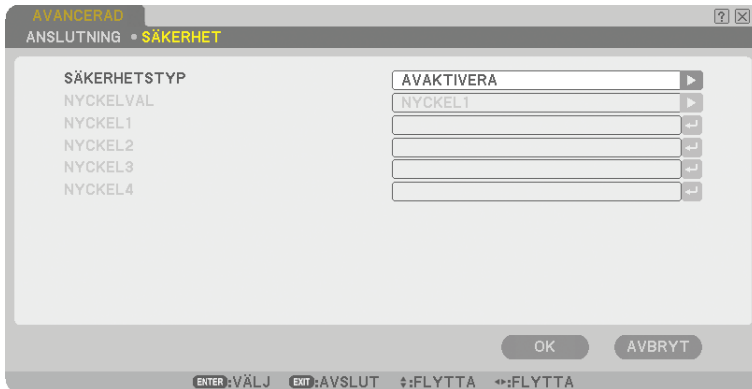 AVANCERAD
ANSLUTNING • SÄKERHET
SÄKERHETSTYP AVAKTIVERA
NYCKELVAL NYCKEL1
NYCKEL1
NYCKEL2
NYCKEL3
NYCKEL4
OK AVBRYT
ENTER:VÄLJ EXIT:AVSLUT :FLYTTA :FLYTTA